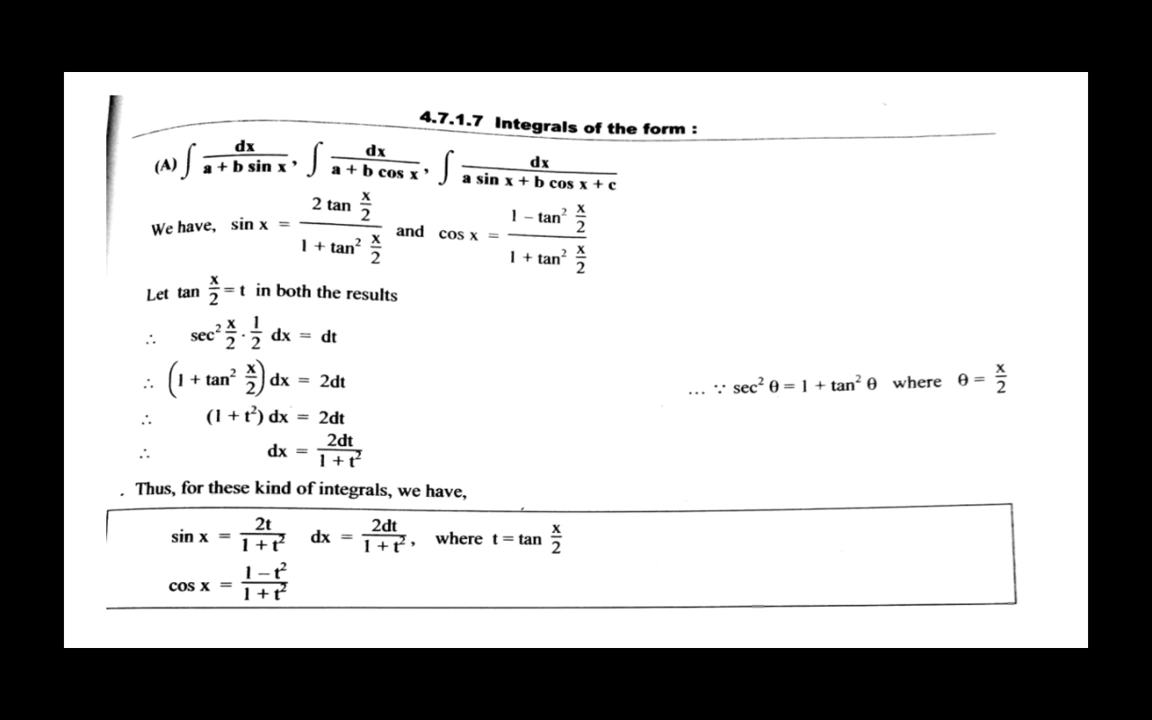 4.7.1.7 Integrals of the form :
(A) ∫ dx / (a + b sin x), ∫ dx / (a + b cos x), ∫ dx / (a sin x + b cos x + c)
We have, sin x = (2 tan x/2) / (1 + tan² x/2) and cos x = (1 – tan² x/2) / (1 + tan² x/2)
Let tan x/2 = t in both the results
∴ sec² x/2 · 1/2 dx = dt
∴ (1 + tan² x/2) dx = 2dt ... ∵ sec² θ = 1 + tan² θ where θ = x/2
∴ (1 + t²) dx = 2dt
∴ dx = 2dt / (1 + t²)
. Thus, for these kind of integrals, we have,
sin x = 2t / (1 + t²) dx = 2dt / (1 + t²), where t = tan x/2
cos x = (1 – t²) / (1 + t²)